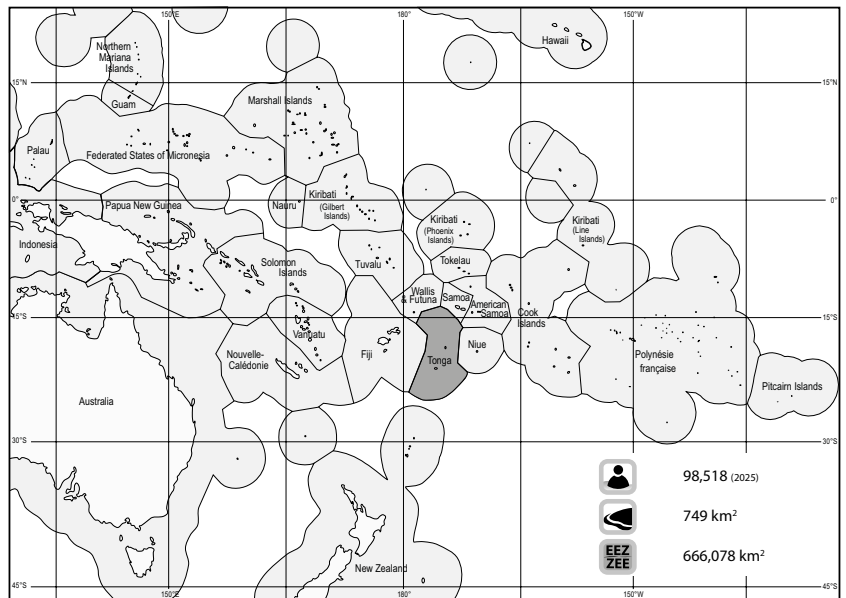 150°E
180°
150°W
Hawaii
Northern
Mariana
Islands
15°N
15°N
Guam
Marshall Islands
Palau
Federated States of Micronesia
0°
0°
Papua New Guinea
Nauru
Kiribati
(Gilbert
Islands)
Kiribati
(Phoenix
Islands)
Kiribati
(Line
Islands)
Indonesia
Solomon
Islands
Tuvalu
Tokelau
Wallis
& Futuna
Samoa
American
Samoa
Cook
Islands
15°S
15°S
Vanuatu
Nouvelle-
Calédonie
Fiji
Tonga
Niue
Polynésie
française
Pitcairn Islands
Australia
30°S
30°S
98,518 (2025)
749 km²
EEZ
ZEE
666,078 km²
New Zealand
45°S
45°S
150°E
180°
150°W